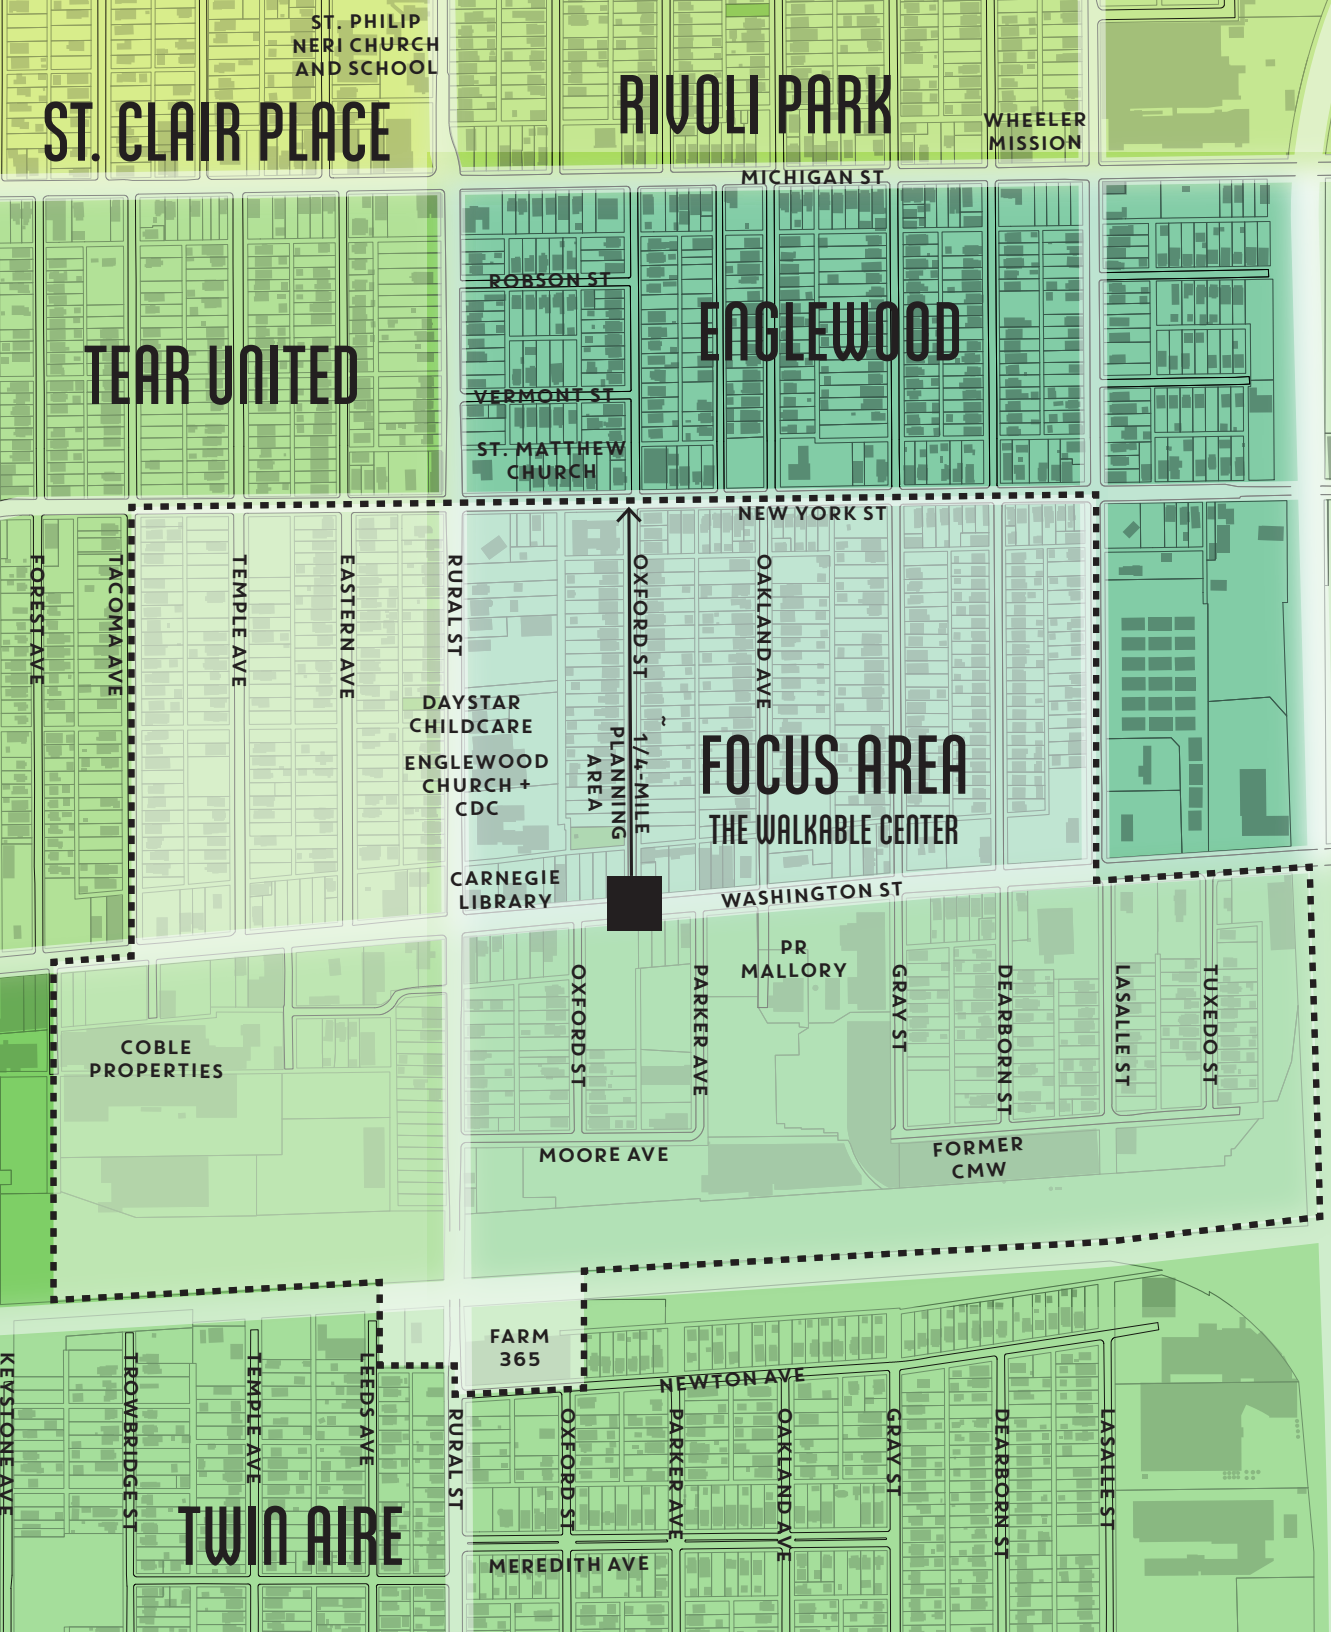 ST. PHILIP
NERI CHURCH
AND SCHOOL
ST. CLAIR PLACE
RIVOLI PARK
WHEELER
MISSION
MICHIGAN ST
ROBSON ST
ENGLEWOOD
TEAR UNITED
VERMONT ST
ST. MATTHEW
CHURCH
NEW YORK ST
FOREST AVE
TACOMA AVE
TEMPLE AVE
EASTERN AVE
RURAL ST
OXFORD ST
OAKLAND AVE
DAYSTAR
CHILDCARE
ENGLEWOOD
CHURCH +
CDC
~ 1/4-MILE
PLANNING
AREA
FOCUS AREA
THE WALKABLE CENTER
CARNEGIE
LIBRARY
WASHINGTON ST
PR
MALLORY
OXFORD ST
PARKER AVE
GRAY ST
DEARBORN ST
LASALLE ST
TUXEDO ST
COBLE
PROPERTIES
MOORE AVE
FORMER
CMW
FARM
365
NEWTON AVE
KEYSTONE AVE
TROWBRIDGE ST
TEMPLE AVE
LEEDS AVE
RURAL ST
OXFORD ST
PARKER AVE
OAKLAND AVE
GRAY ST
DEARBORN ST
LASALLE ST
TWIN AIRE
MEREDITH AVE